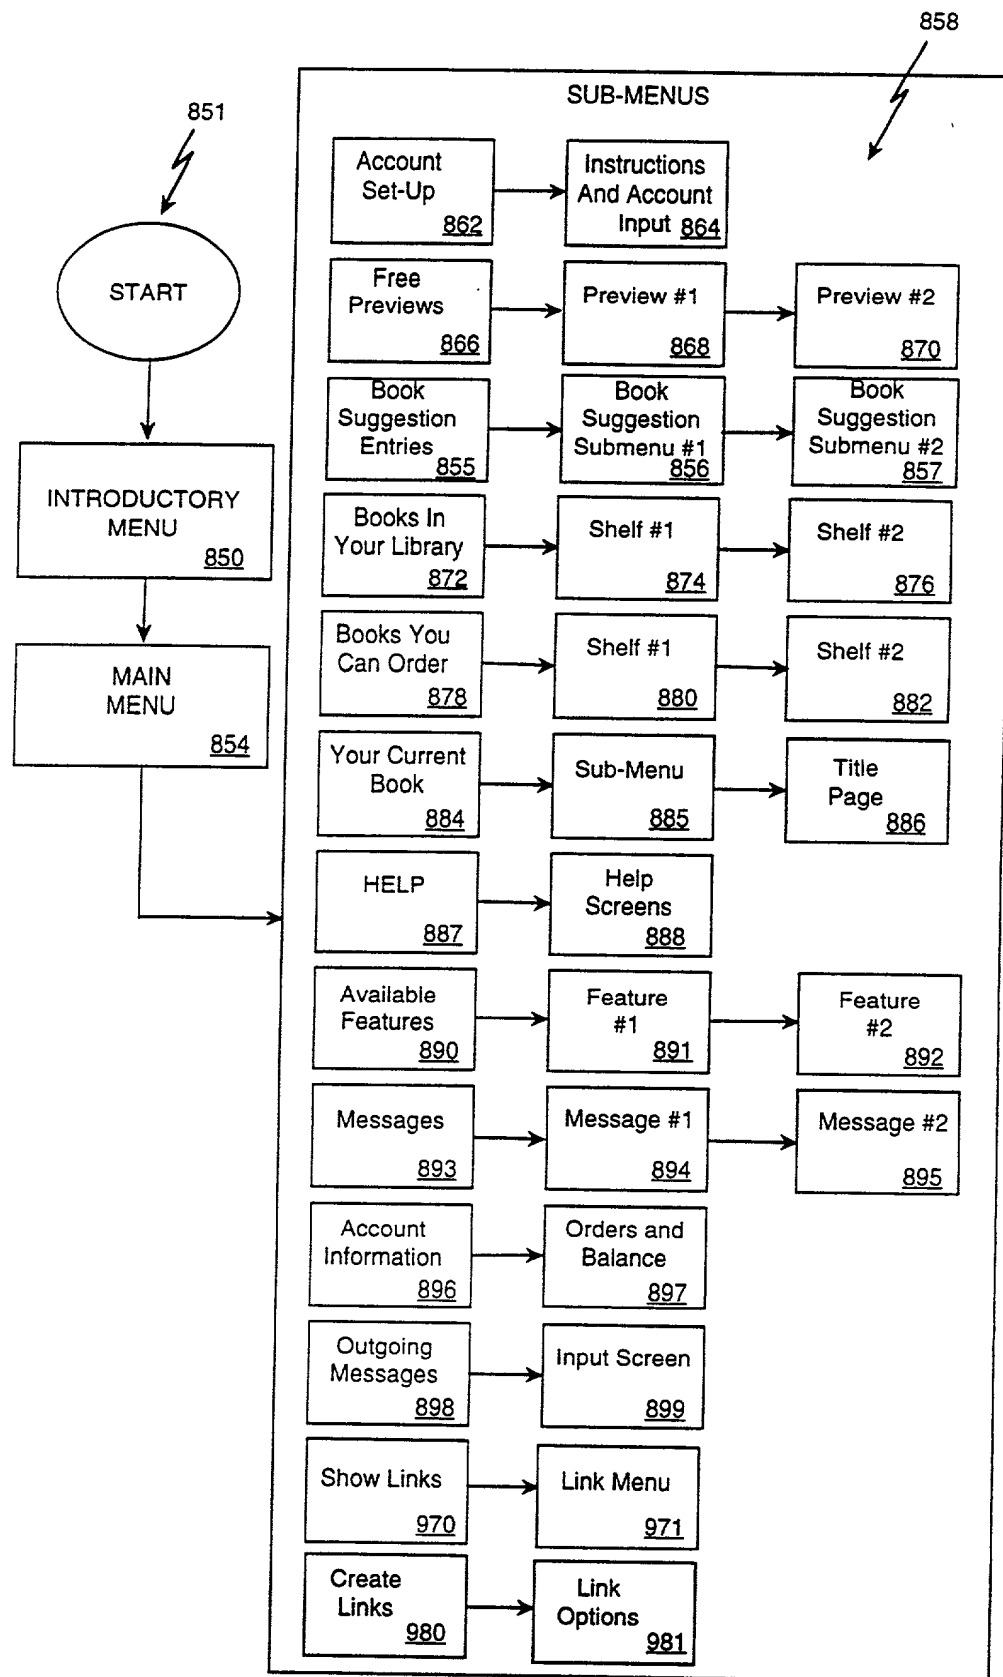 858
851
START
INTRODUCTORY
MENU
850
MAIN
MENU
854
SUB-MENUS
Account
Set-Up
862
Instructions
And Account
Input 864
Free
Previews
866
Preview #1
868
Preview #2
870
Book
Suggestion
Entries
855
Book
Suggestion
Submenu #1
856
Book
Suggestion
Submenu #2
857
Books In
Your Library
872
Shelf #1
874
Shelf #2
876
Books You
Can Order
878
Shelf #1
880
Shelf #2
882
Your Current
Book
884
Sub-Menu
885
Title
Page
886
HELP
887
Help
Screens
888
Available
Features
890
Feature
#1
891
Feature
#2
892
Messages
893
Message #1
894
Message #2
895
Account
Information
896
Orders and
Balance
897
Outgoing
Messages
898
Input Screen
899
Show Links
970
Link Menu
971
Create
Links
980
Link
Options
981